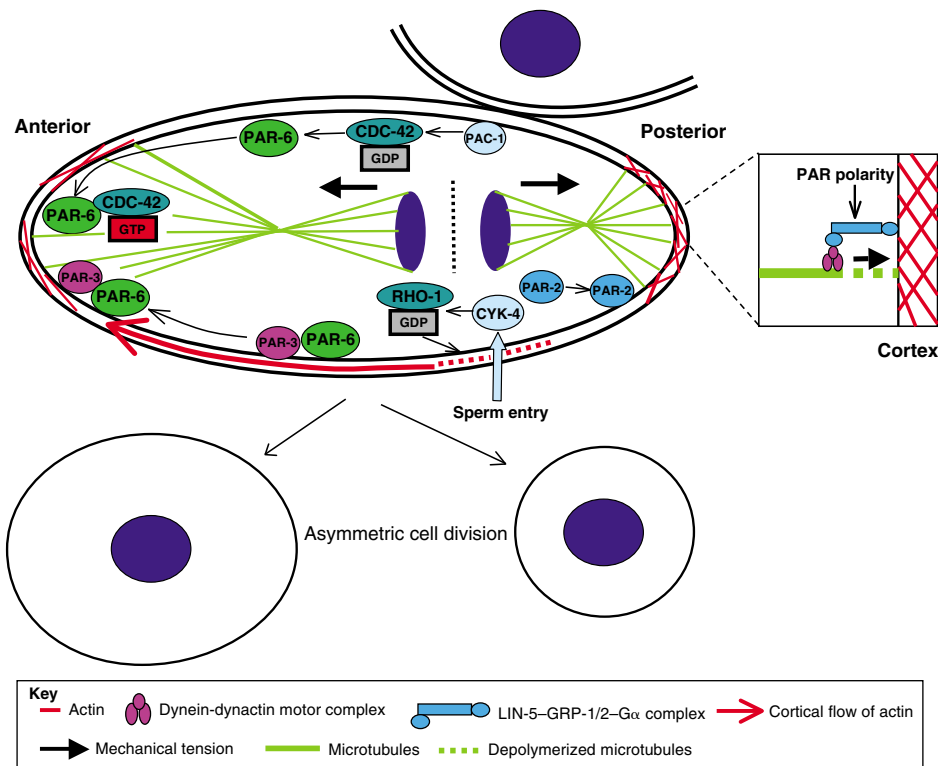 Anterior
Posterior
PAR-6
CDC-42
GDP
PAC-1
PAR-6
CDC-42
GTP
PAR-3
PAR-6
PAR-3
PAR-6
RHO-1
GDP
CYK-4
PAR-2
PAR-2
Sperm entry
PAR polarity
Cortex
Asymmetric cell division
Key
Actin
Dynein-dynactin motor complex
LIN-5–GRP-1/2–Gα complex
Cortical flow of actin
Mechanical tension
Microtubules
Depolymerized microtubules